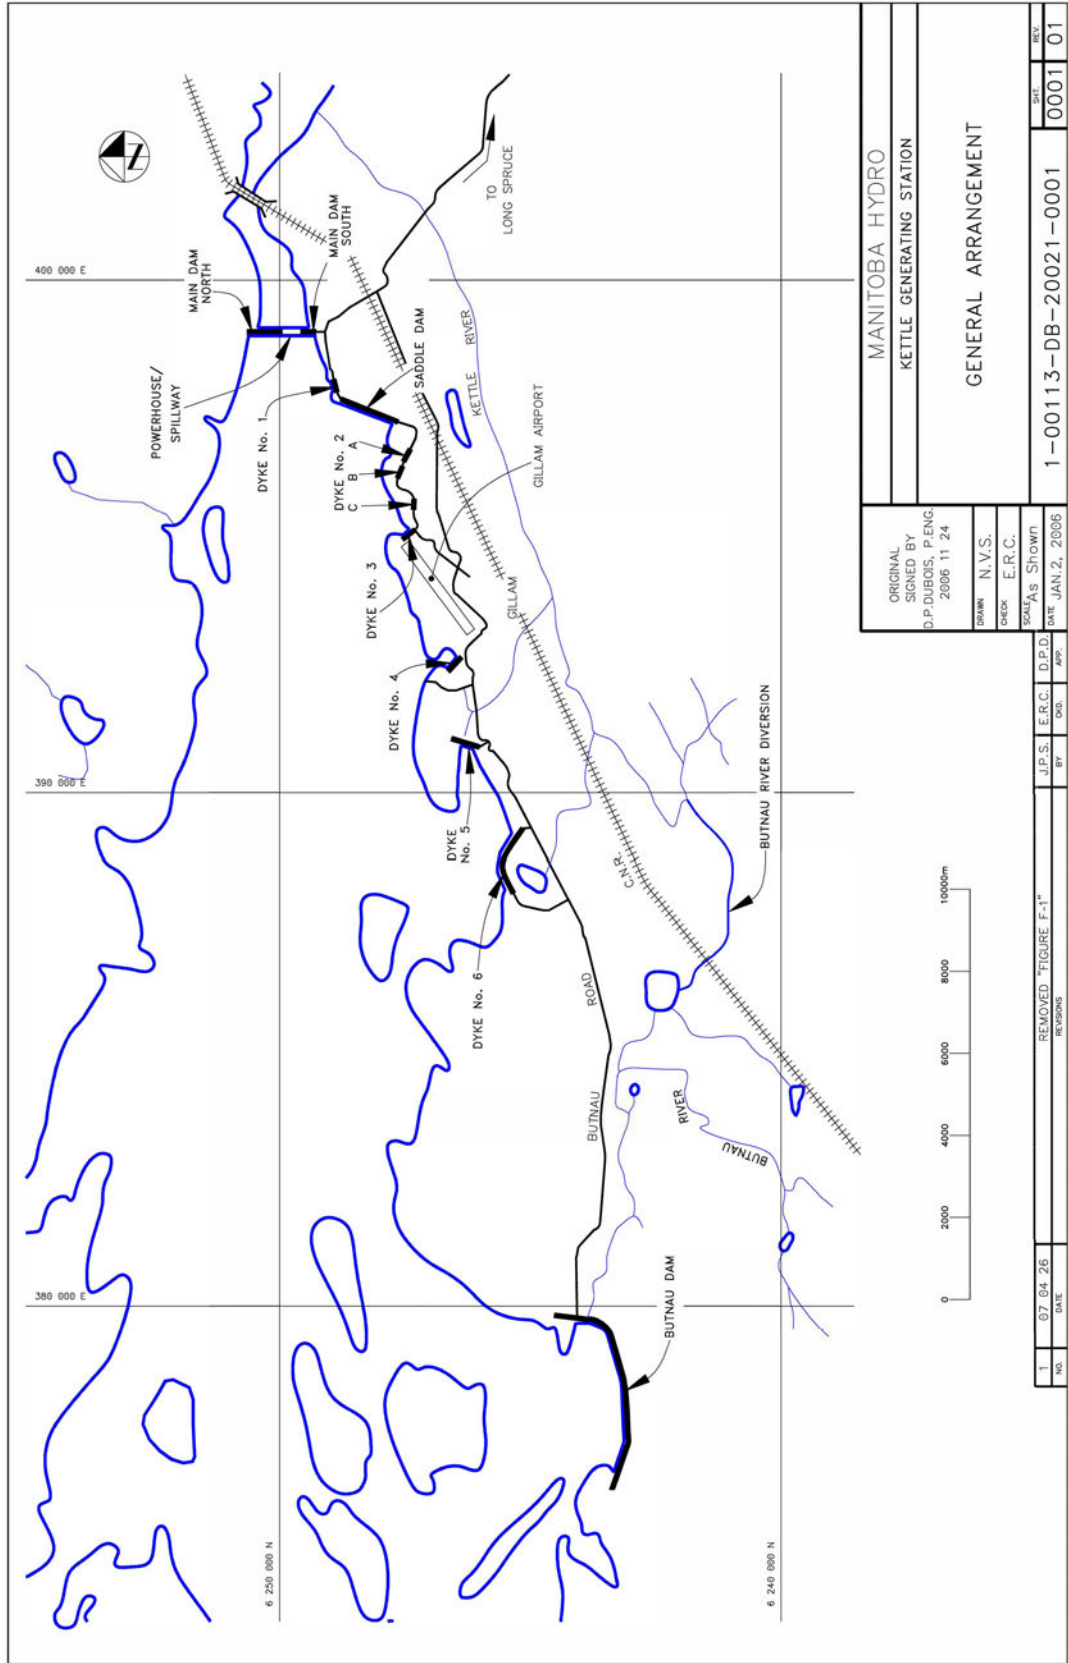 400 000 E
390 000 E
380 000 E
6 250 000 N
6 240 000 N
N
MAIN DAM
NORTH
POWERHOUSE/
SPILLWAY
MAIN DAM
SOUTH
DYKE No. 1
SADDLE DAM
DYKE No. 2
A
B
C
DYKE No. 3
GILLAM AIRPORT
KETTLE RIVER
TO
LONG SPRUCE
GILLAM
DYKE No. 4
DYKE
No. 5
DYKE No. 6
C.N.R.
BUTNAU RIVER DIVERSION
BUTNAU ROAD
BUTNAU RIVER
BUTNAU DAM
0 2000 4000 6000 8000 10000m
MANITOBA HYDRO
KETTLE GENERATING STATION
GENERAL ARRANGEMENT
ORIGINAL
SIGNED BY
D.P.DUBOIS, P.ENG.
2006 11 24
DRAWN N.V.S.
CHECK E.R.C.
SCALE As Shown
DATE JAN.2, 2006
1-00113-DB-20021-0001
SHT. 0001
REV. 01
1 07 04 26 REMOVED "FIGURE F-1" J.P.S. E.R.C. D.P.D.
NO. DATE REVISIONS BY CKD. APP.